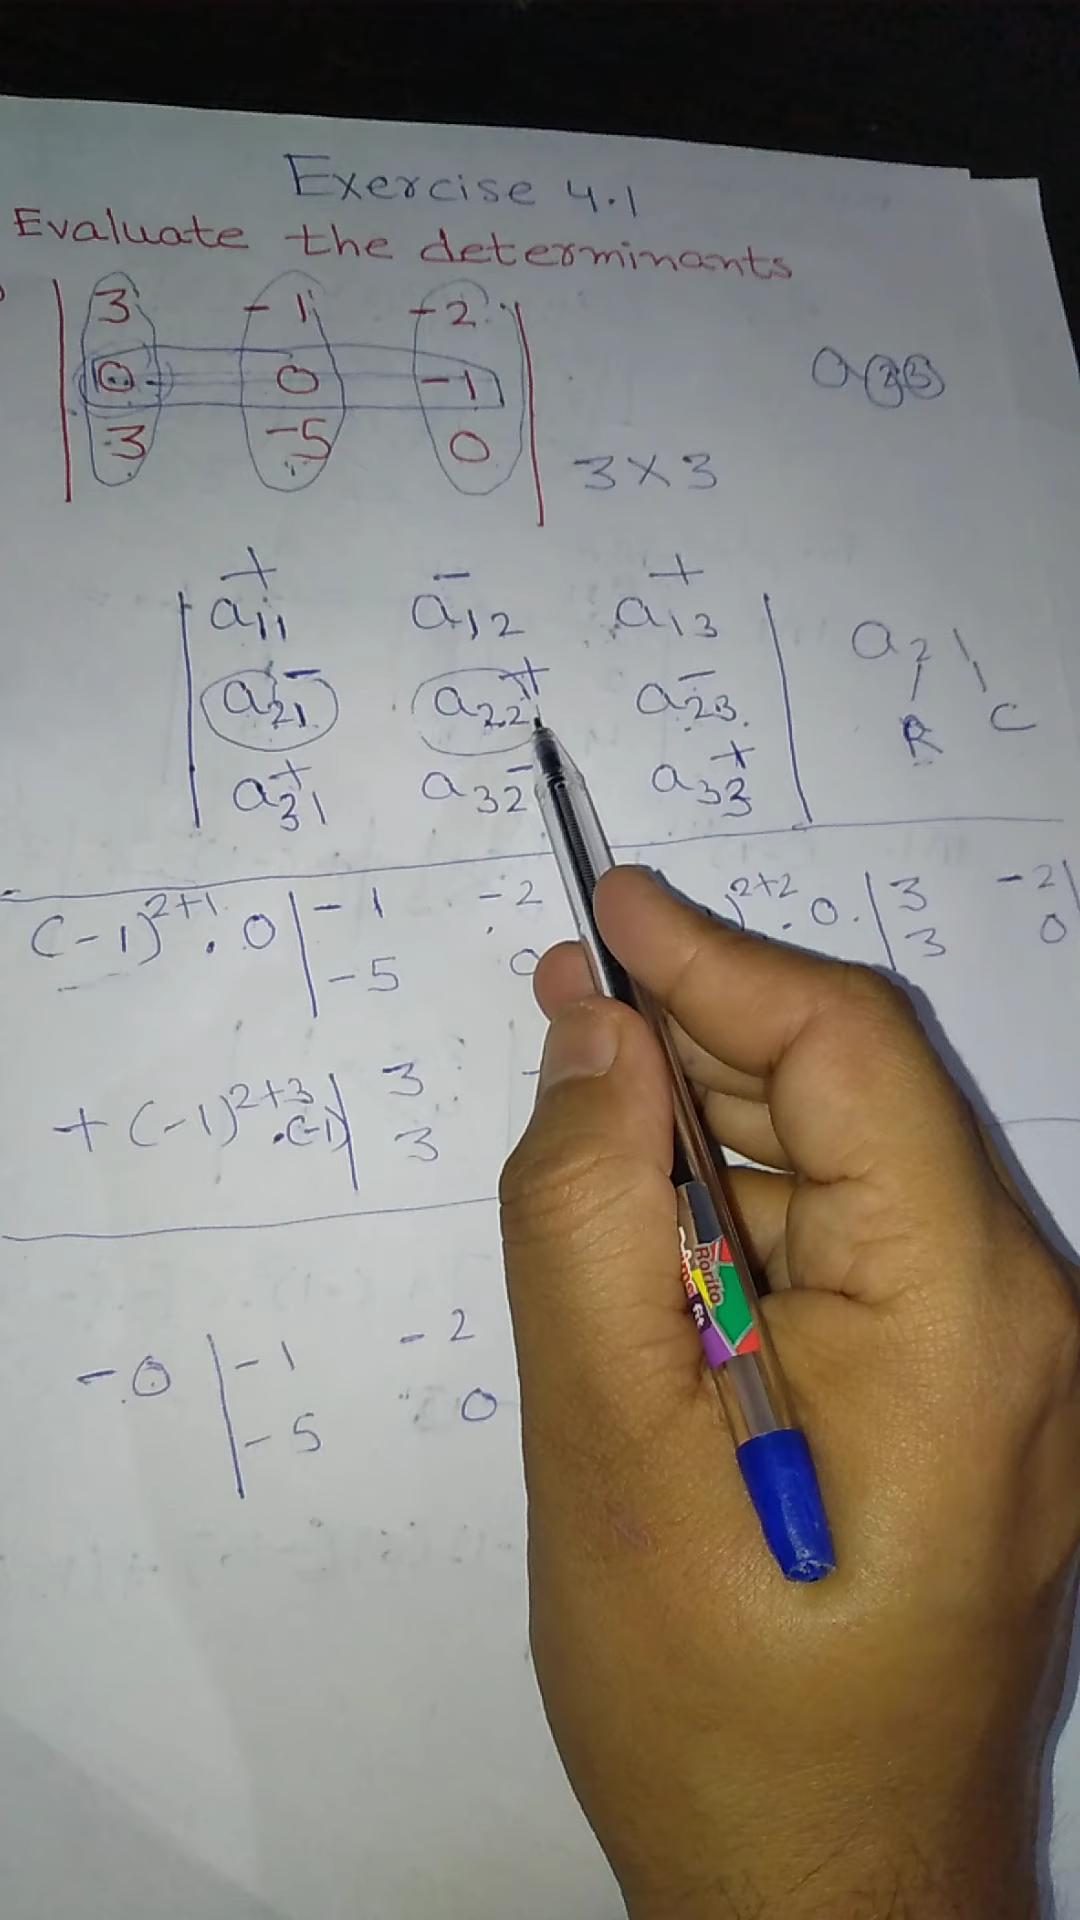 Exercise 4.1
Evaluate the determinants
3 -1 -2
0 0 -1
3 -5 0
3×3
+ - +
a11 a12 a13
a21 - a22 + a23 -
a31 + a32 - a33 +
a21
R C
(-1)^2+1 . 0 | -1 -2
-5
)^2+2 . 0 . | 3 -2 |
3 0
+ (-1)^2+3 .(-1) | 3
3
-0 | -1 -2
-5 0
Rorito